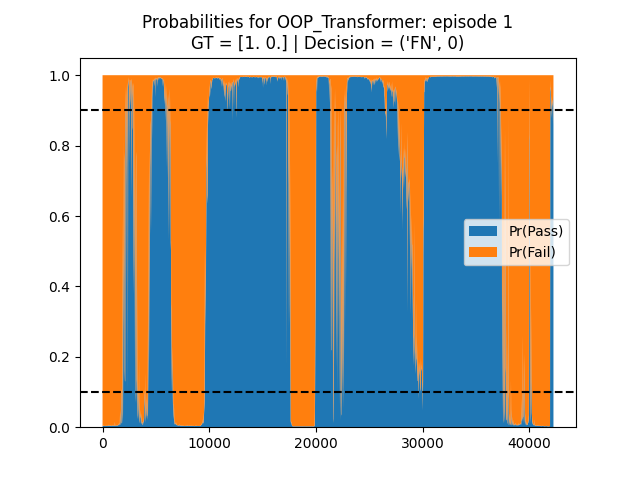 Probabilities for OOP_Transformer: episode 1
GT = [1. 0.] | Decision = ('FN', 0)
1.0
0.8
0.6
0.4
0.2
0.0
Pr(Pass)
Pr(Fail)
0
10000
20000
30000
40000